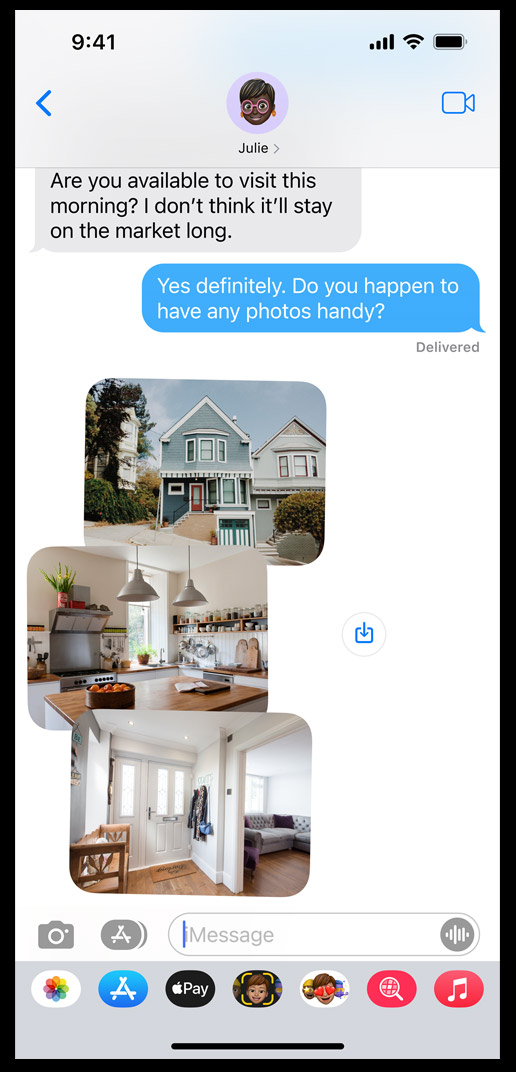 9:41
Julie
Are you available to visit this
morning? I don’t think it’ll stay
on the market long.
Yes definitely. Do you happen to
have any photos handy?
Delivered
iMessage
Pay